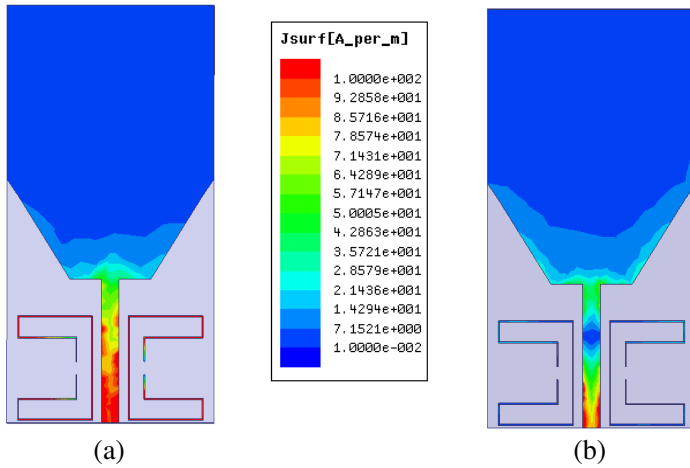 Jsurf[A_per_m]
1.0000e+002
9.2858e+001
8.5716e+001
7.8574e+001
7.1431e+001
6.4289e+001
5.7147e+001
5.0005e+001
4.2863e+001
3.5721e+001
2.8579e+001
2.1436e+001
1.4294e+001
7.1521e+000
1.0000e-002
(a)
(b)